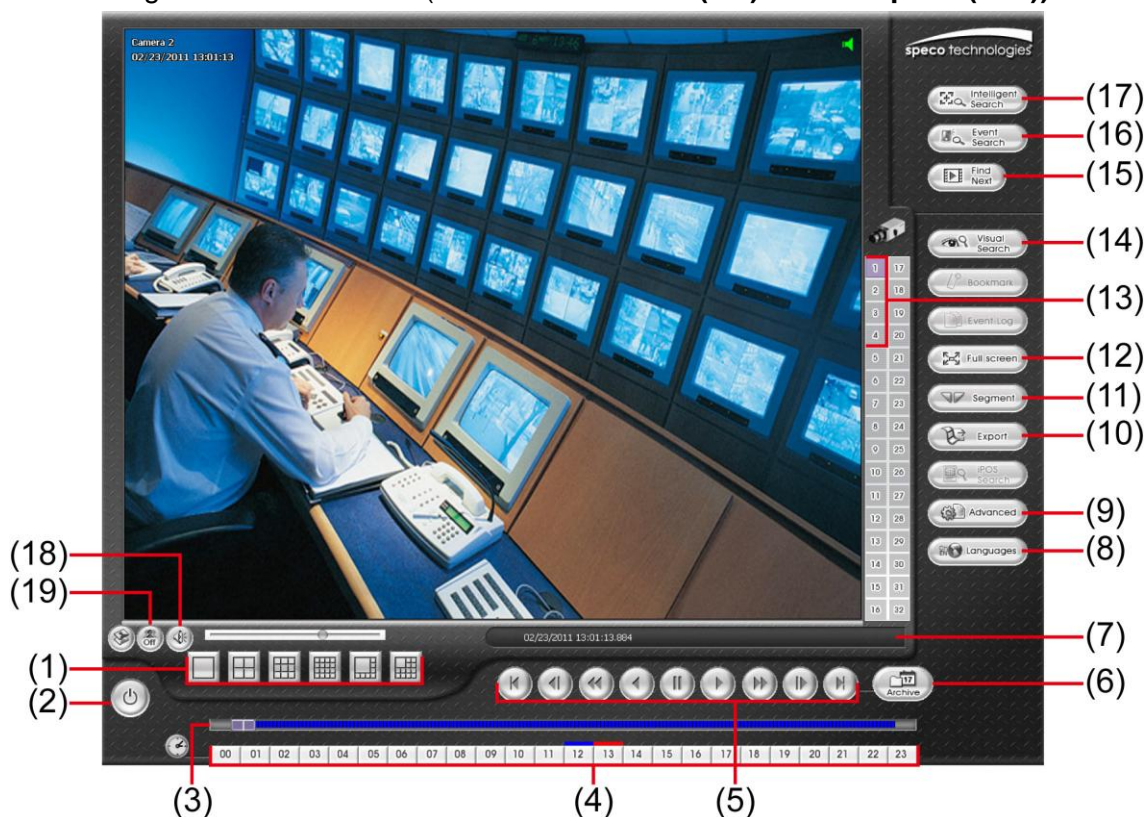 Camera 2
02/23/2011 13:01:13
speco technologies
Intelligent Search
(17)
Event Search
(16)
Find Next
(15)
Visual Search
(14)
Bookmark
Event Log
(13)
Full screen
(12)
Segment
(11)
Export
(10)
iPOS Search
Advanced
(9)
Languages
(8)
1 17
2 18
3 19
4 20
5 21
6 22
7 23
8 24
9 25
10 26
11 27
12 28
13 29
14 30
15 31
16 32
(18)
(19)
Off
02/23/2011 13:01:13.884
(7)
(1)
(2)
17
Archive
(6)
00 01 02 03 04 05 06 07 08 09 10 11 12 13 14 15 16 17 18 19 20 21 22 23
(3) (4) (5)